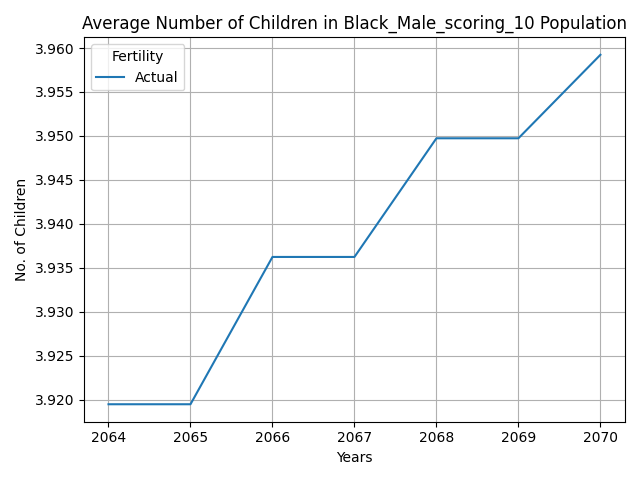 Average Number of Children in Black_Male_scoring_10 Population
Fertility
Actual
3.960
3.955
3.950
3.945
3.940
3.935
3.930
3.925
3.920
No. of Children
2064 2065 2066 2067 2068 2069 2070
Years